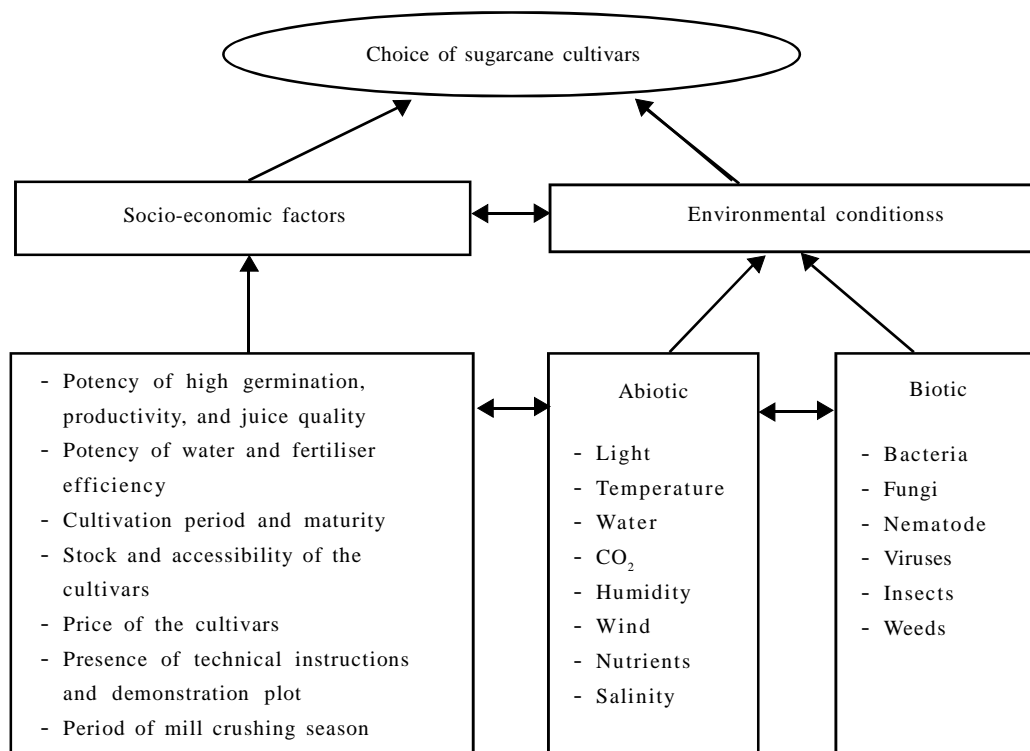 Choice of sugarcane cultivars
Socio-economic factors
Environmental conditionss
- Potency of high germination,
productivity, and juice quality
- Potency of water and fertiliser
efficiency
- Cultivation period and maturity
- Stock and accessibility of the
cultivars
- Price of the cultivars
- Presence of technical instructions
and demonstration plot
- Period of mill crushing season
Abiotic
- Light
- Temperature
- Water
- CO₂
- Humidity
- Wind
- Nutrients
- Salinity
Biotic
- Bacteria
- Fungi
- Nematode
- Viruses
- Insects
- Weeds